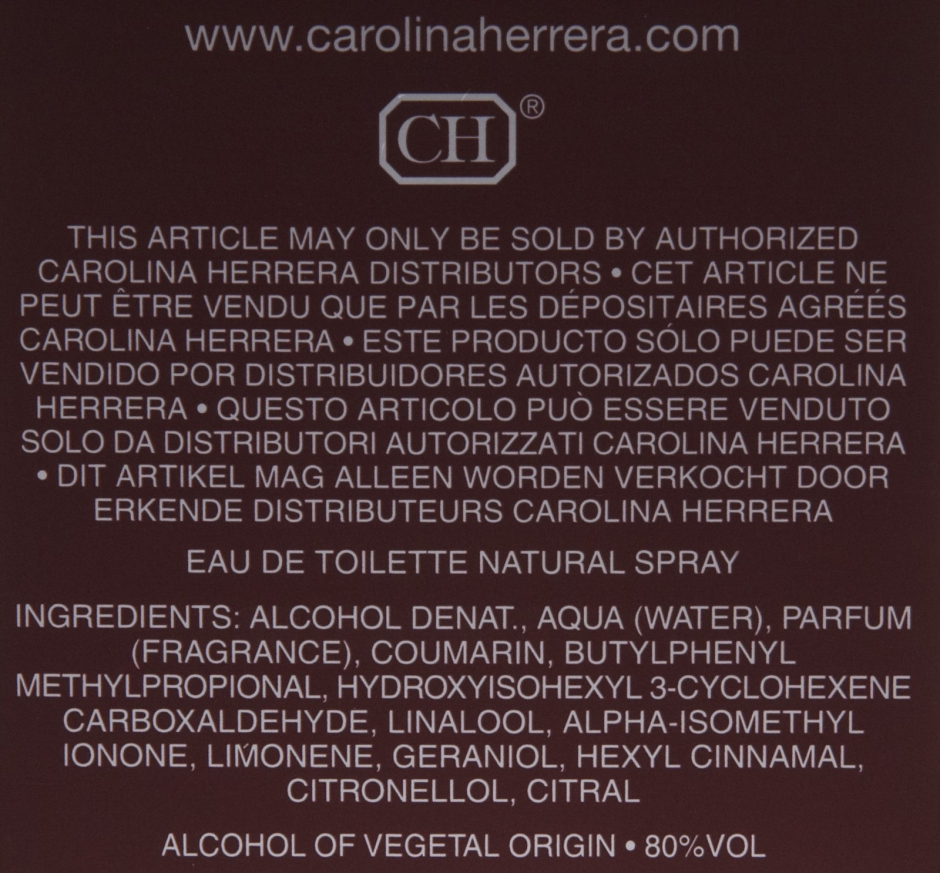 www.carolinaherrera.com
CH®
THIS ARTICLE MAY ONLY BE SOLD BY AUTHORIZED
CAROLINA HERRERA DISTRIBUTORS • CET ARTICLE NE
PEUT ÊTRE VENDU QUE PAR LES DÉPOSITAIRES AGRÉÉS
CAROLINA HERRERA • ESTE PRODUCTO SÓLO PUEDE SER
VENDIDO POR DISTRIBUIDORES AUTORIZADOS CAROLINA
HERRERA • QUESTO ARTICOLO PUÒ ESSERE VENDUTO
SOLO DA DISTRIBUTORI AUTORIZZATI CAROLINA HERRERA
• DIT ARTIKEL MAG ALLEEN WORDEN VERKOCHT DOOR
ERKENDE DISTRIBUTEURS CAROLINA HERRERA
EAU DE TOILETTE NATURAL SPRAY
INGREDIENTS: ALCOHOL DENAT., AQUA (WATER), PARFUM
(FRAGRANCE), COUMARIN, BUTYLPHENYL
METHYLPROPIONAL, HYDROXYISOHEXYL 3-CYCLOHEXENE
CARBOXALDEHYDE, LINALOOL, ALPHA-ISOMETHYL
IONONE, LIMONENE, GERANIOL, HEXYL CINNAMAL,
CITRONELLOL, CITRAL
ALCOHOL OF VEGETAL ORIGIN • 80%VOL